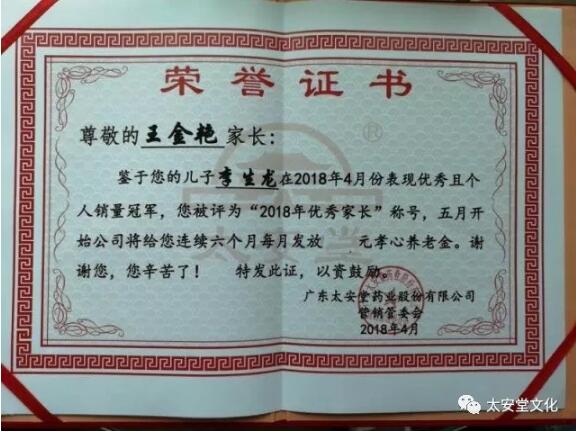 荣誉证书
尊敬的王金艳家长：
®
鉴于您的儿子李生龙在2018年4月份表现优秀且个
人销量冠军，您被评为“2018年优秀家长”称号，五月开
始公司将给您连续六个月每月发放 元孝心养老金。谢
谢您，您辛苦了！ 特发此证，以资鼓励。
太安堂
广东太安堂药业股份有限公司
营销管委会
2018年4月
太安堂文化